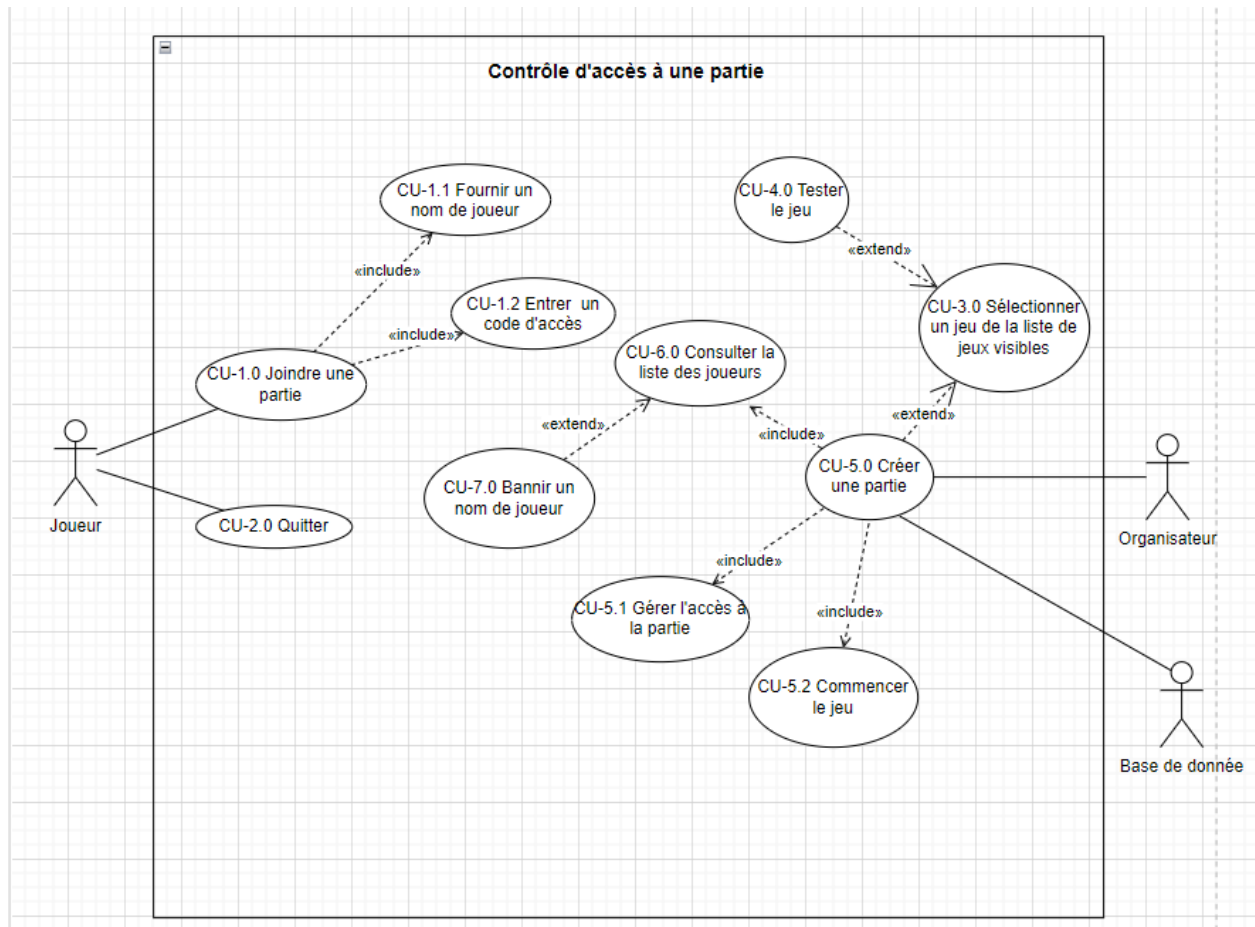 Contrôle d'accès à une partie
CU-1.1 Fournir un
nom de joueur
CU-4.0 Tester
le jeu
«extend»
«include»
CU-1.2 Entrer un
code d'accès
CU-3.0 Sélectionner
un jeu de la liste de
jeux visibles
«include»
CU-6.0 Consulter la
liste des joueurs
CU-1.0 Joindre une
partie
«extend»
«extend»
«include»
CU-5.0 Créer
une partie
CU-7.0 Bannir un
nom de joueur
Joueur
CU-2.0 Quitter
Organisateur
«include»
CU-5.1 Gérer l'accès à
la partie
«include»
CU-5.2 Commencer
le jeu
Base de donnée